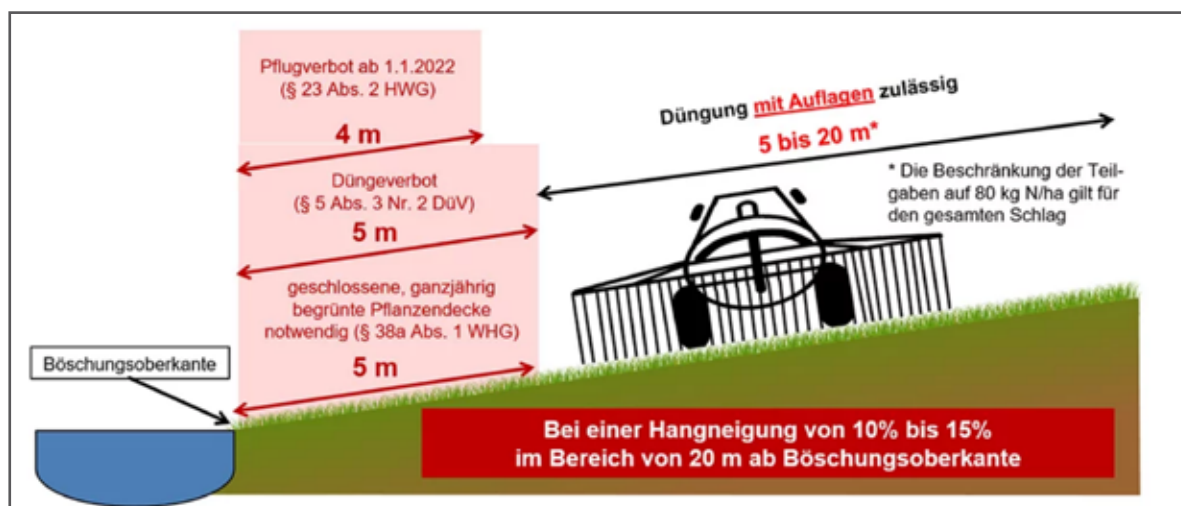 Pflugverbot ab 1.1.2022
(§ 23 Abs. 2 HWG)
4 m
Düngeverbot
(§ 5 Abs. 3 Nr. 2 DüV)
5 m
geschlossene, ganzjährig
begrünte Pflanzendecke
notwendig (§ 38a Abs. 1 WHG)
5 m
Böschungsoberkante
Düngung mit Auflagen zulässig
5 bis 20 m*
* Die Beschränkung der Teil-
gaben auf 80 kg N/ha gilt für
den gesamten Schlag
Bei einer Hangneigung von 10% bis 15%
im Bereich von 20 m ab Böschungsoberkante